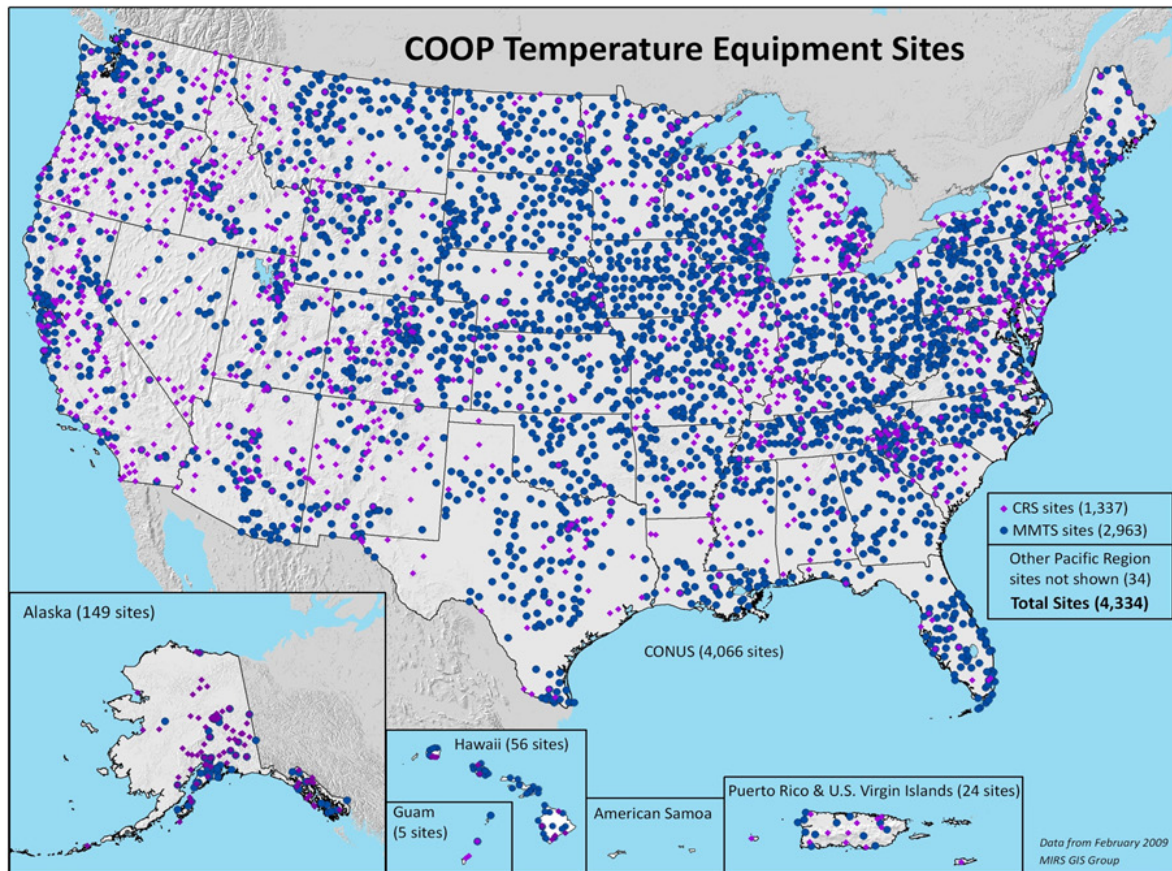 COOP Temperature Equipment Sites
CRS sites (1,337)
MMTS sites (2,963)
Other Pacific Region
sites not shown (34)
Total Sites (4,334)
CONUS (4,066 sites)
Alaska (149 sites)
Hawaii (56 sites)
Guam
(5 sites)
American Samoa
Puerto Rico & U.S. Virgin Islands (24 sites)
Data from February 2009
MIRS GIS Group